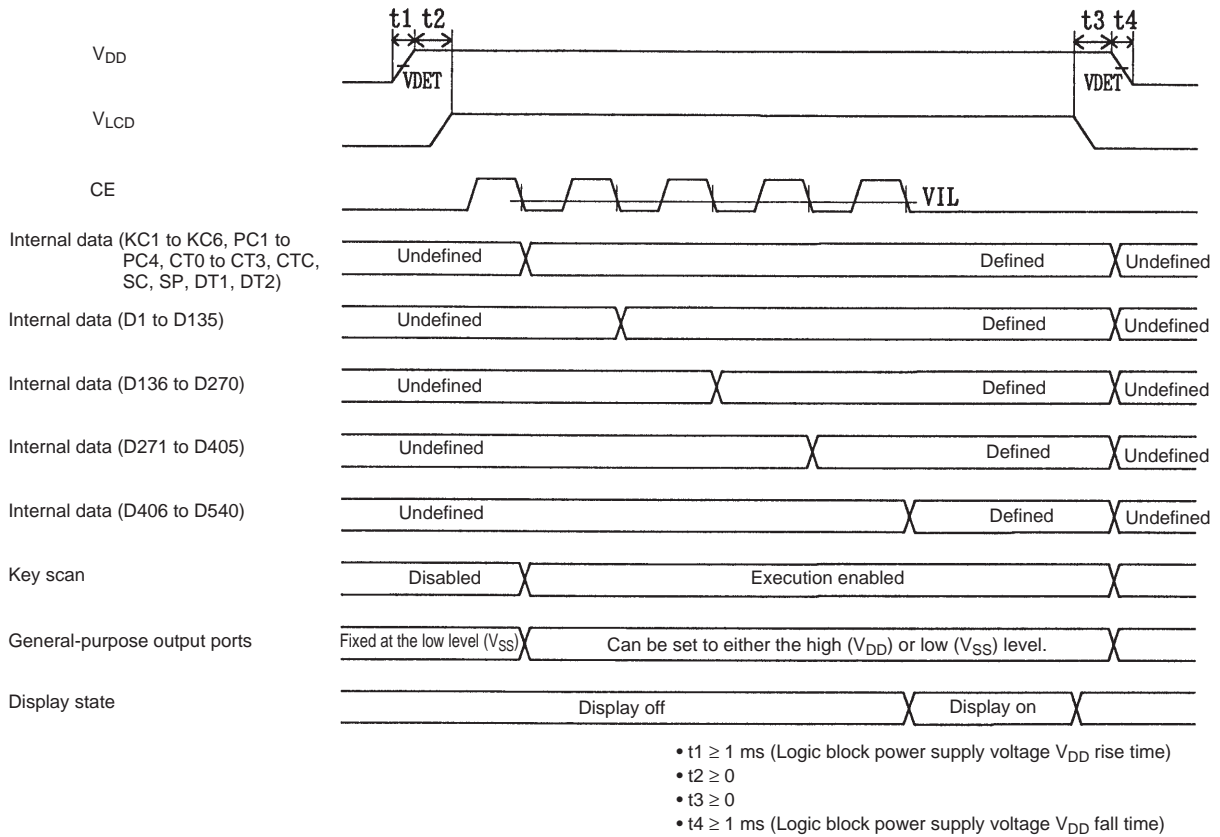 t1 t2
t3 t4
VDD
VDET
VDET
VLCD
CE
VIL
Internal data (KC1 to KC6, PC1 to
PC4, CT0 to CT3, CTC,
SC, SP, DT1, DT2)
Undefined
Defined
Undefined
Internal data (D1 to D135)
Undefined
Defined
Undefined
Internal data (D136 to D270)
Undefined
Defined
Undefined
Internal data (D271 to D405)
Undefined
Defined
Undefined
Internal data (D406 to D540)
Undefined
Defined
Undefined
Key scan
Disabled
Execution enabled
General-purpose output ports
Fixed at the low level (VSS)
Can be set to either the high (VDD) or low (VSS) level.
Display state
Display off
Display on
• t1 ≥ 1 ms (Logic block power supply voltage VDD rise time)
• t2 ≥ 0
• t3 ≥ 0
• t4 ≥ 1 ms (Logic block power supply voltage VDD fall time)